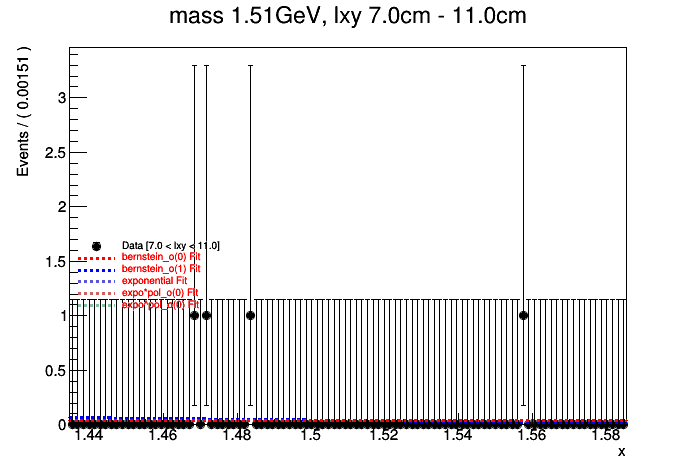 mass 1.51GeV, lxy 7.0cm - 11.0cm
Events / ( 0.00151 )
3
2.5
2
Data [7.0 < lxy < 11.0]
bernstein_o(0) Fit
1.5
bernstein_o(1) Fit
exponential Fit
expo*pol_o(0) Fit
1
0.5
0
1.44 1.46 1.48 1.5 1.52 1.54 1.56 1.58
x